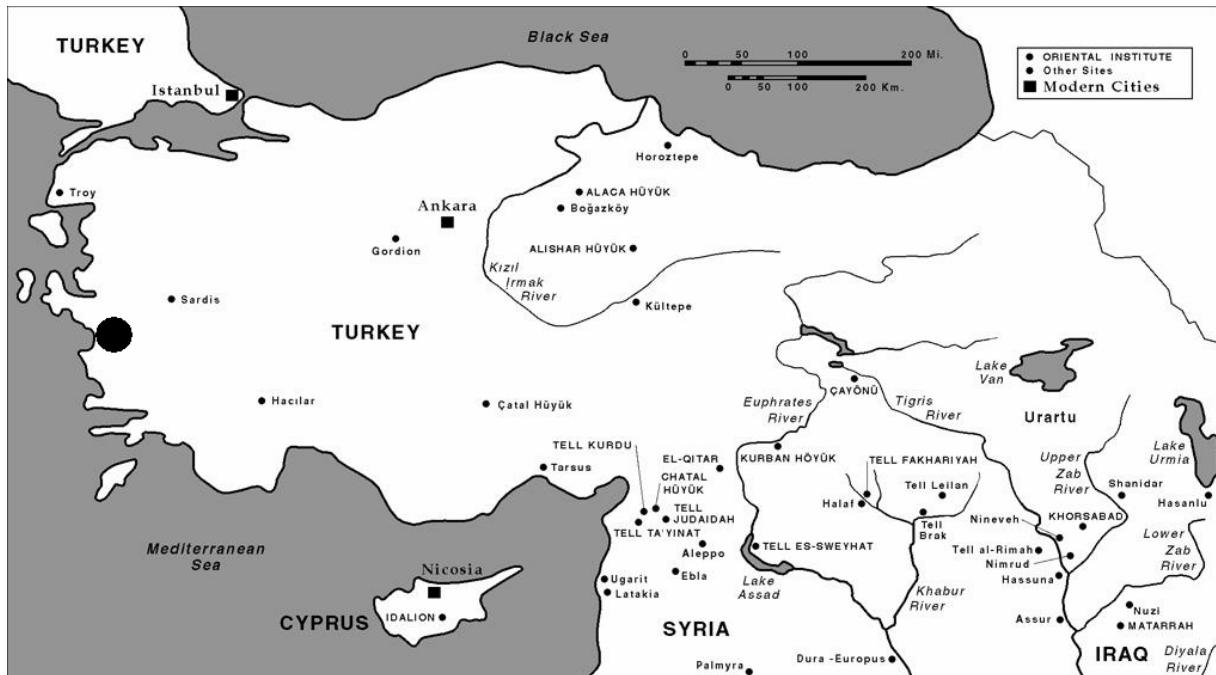 TURKEY
Istanbul
Black Sea
0 50 100 200 Mi.
0 50 100 200 Km.
ORIENTAL INSTITUTE
Other Sites
Modern Cities
Troy
Horoztepe
ALACA HÜYÜK
Boğazköy
Ankara
Gordion
ALISHAR HÜYÜK
Kızıl
Irmak
River
Sardis
Kültepe
TURKEY
Hacılar
Çatal Hüyük
Lake
Van
ÇAYÖNÜ
Euphrates
River
Tigris
River
Urartu
Lake
Urmia
TELL KURDU
EL-QITAR
CHATAL
HÜYÜK
KURBAN HÖYÜK
TELL FAKHARIYAH
Upper
Zab
River
Tarsus
Tell Leilan
Shanidar
Hasanlu
TELL
JUDAIDAH
TELL TA'YINAT
Halaf
Tell
Brak
KHORSABAD
Nineveh
Lower
Zab
River
Mediterranean
Sea
Aleppo
TELL ES-SWEYHAT
Tell al-Rimah
Nimrud
Hassuna
Nicosia
Ugarit
Latakia
Ebla
Lake
Assad
Khabur
River
CYPRUS
IDALION
SYRIA
Assur
Nuzi
MATARRAH
IRAQ
Diyala
River
Palmyra
Dura -Europus